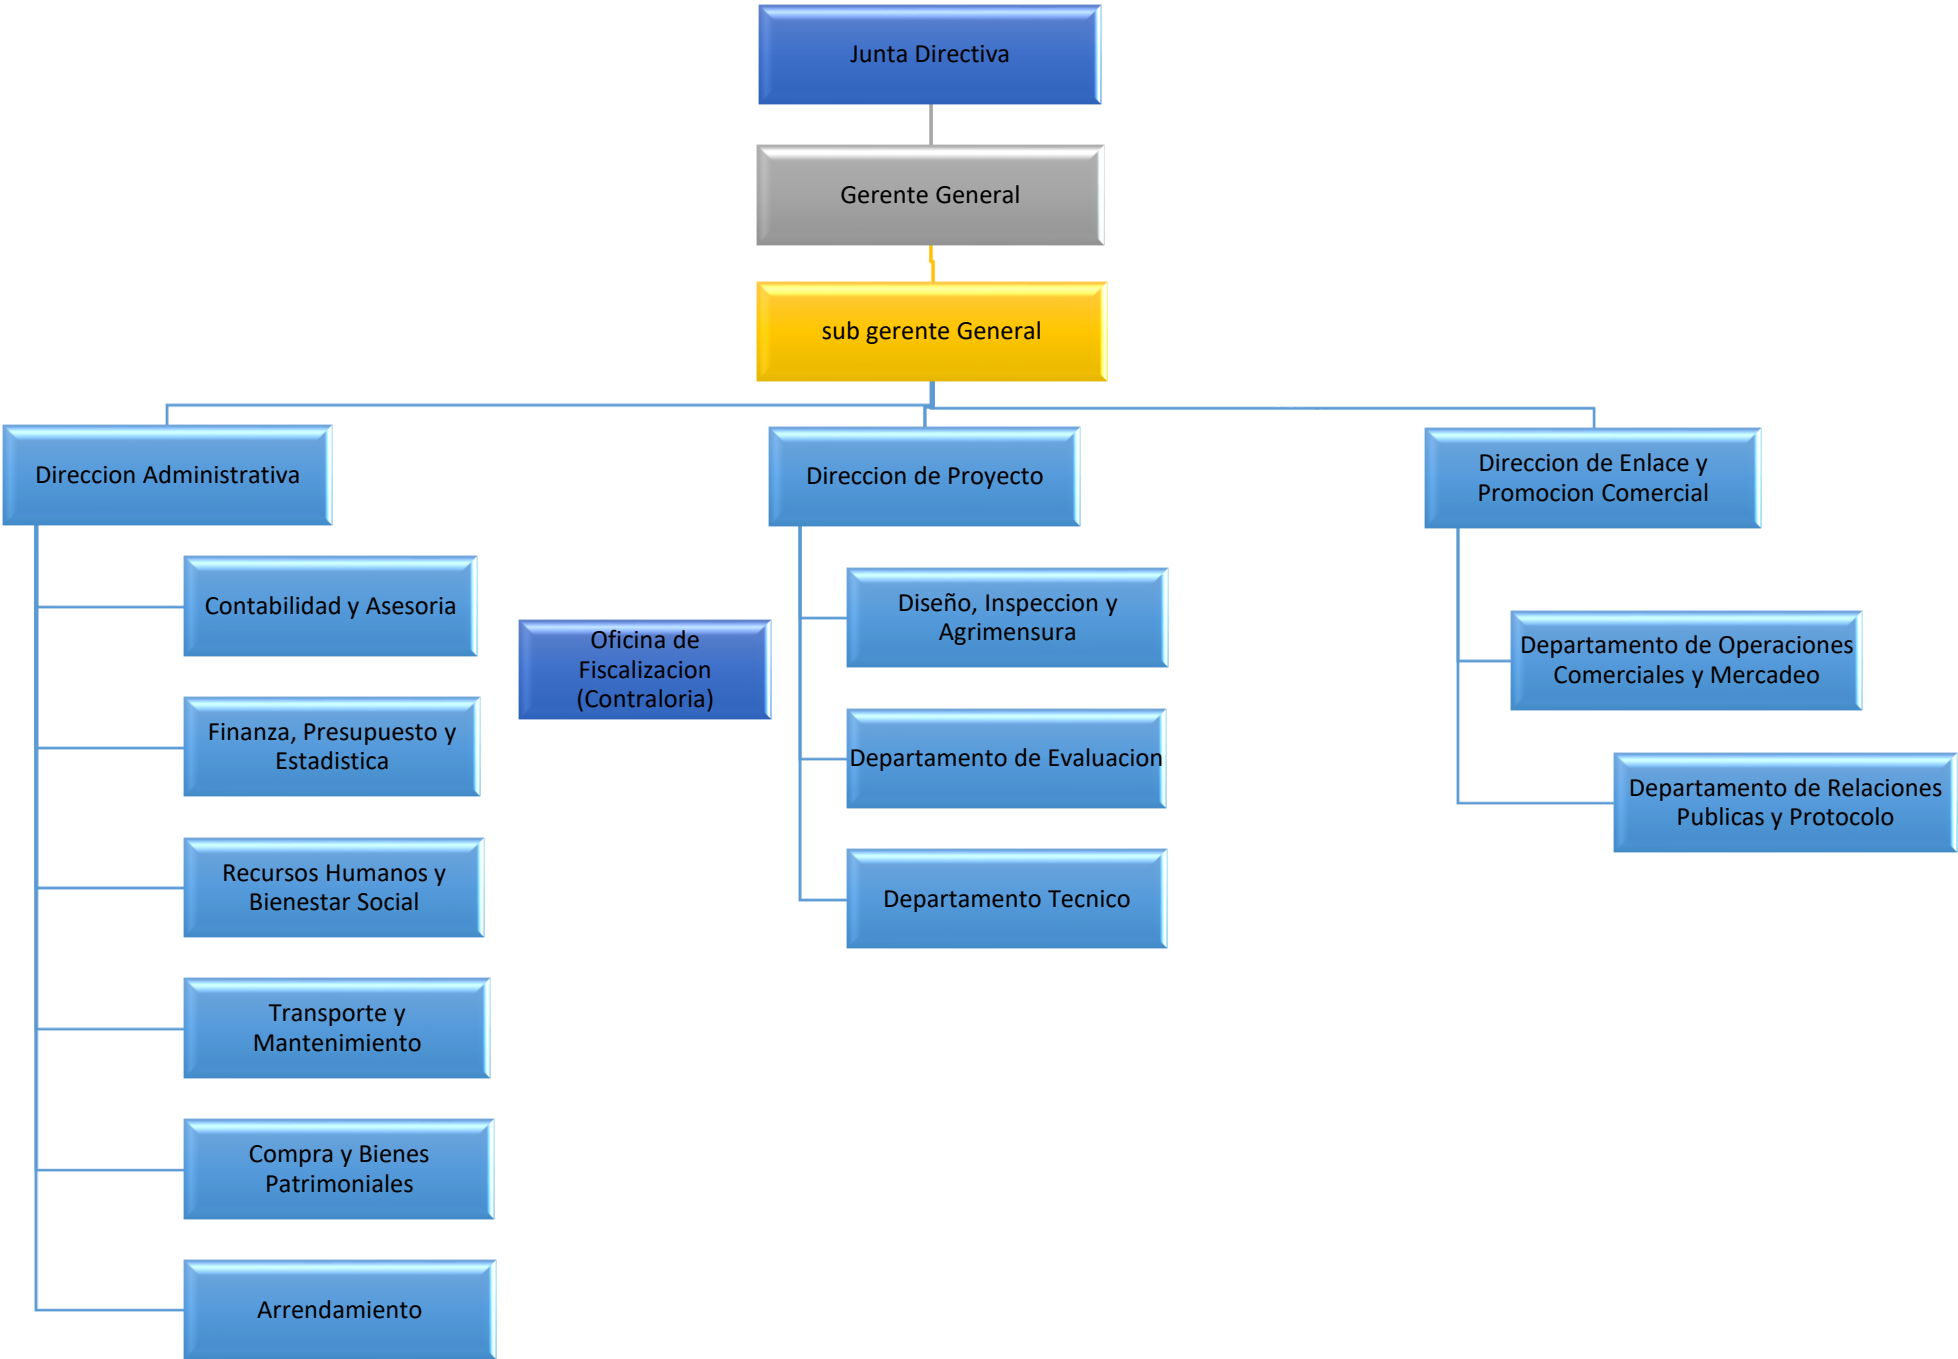 Junta Directiva
Gerente General
sub gerente General
Direccion Administrativa
Direccion de Proyecto
Direccion de Enlace y
Promocion Comercial
Contabilidad y Asesoria
Finanza, Presupuesto y
Estadistica
Recursos Humanos y
Bienestar Social
Transporte y
Mantenimiento
Compra y Bienes
Patrimoniales
Arrendamiento
Oficina de
Fiscalizacion
(Contraloria)
Diseño, Inspeccion y
Agrimensura
Departamento de Evaluacion
Departamento Tecnico
Departamento de Operaciones
Comerciales y Mercadeo
Departamento de Relaciones
Publicas y Protocolo